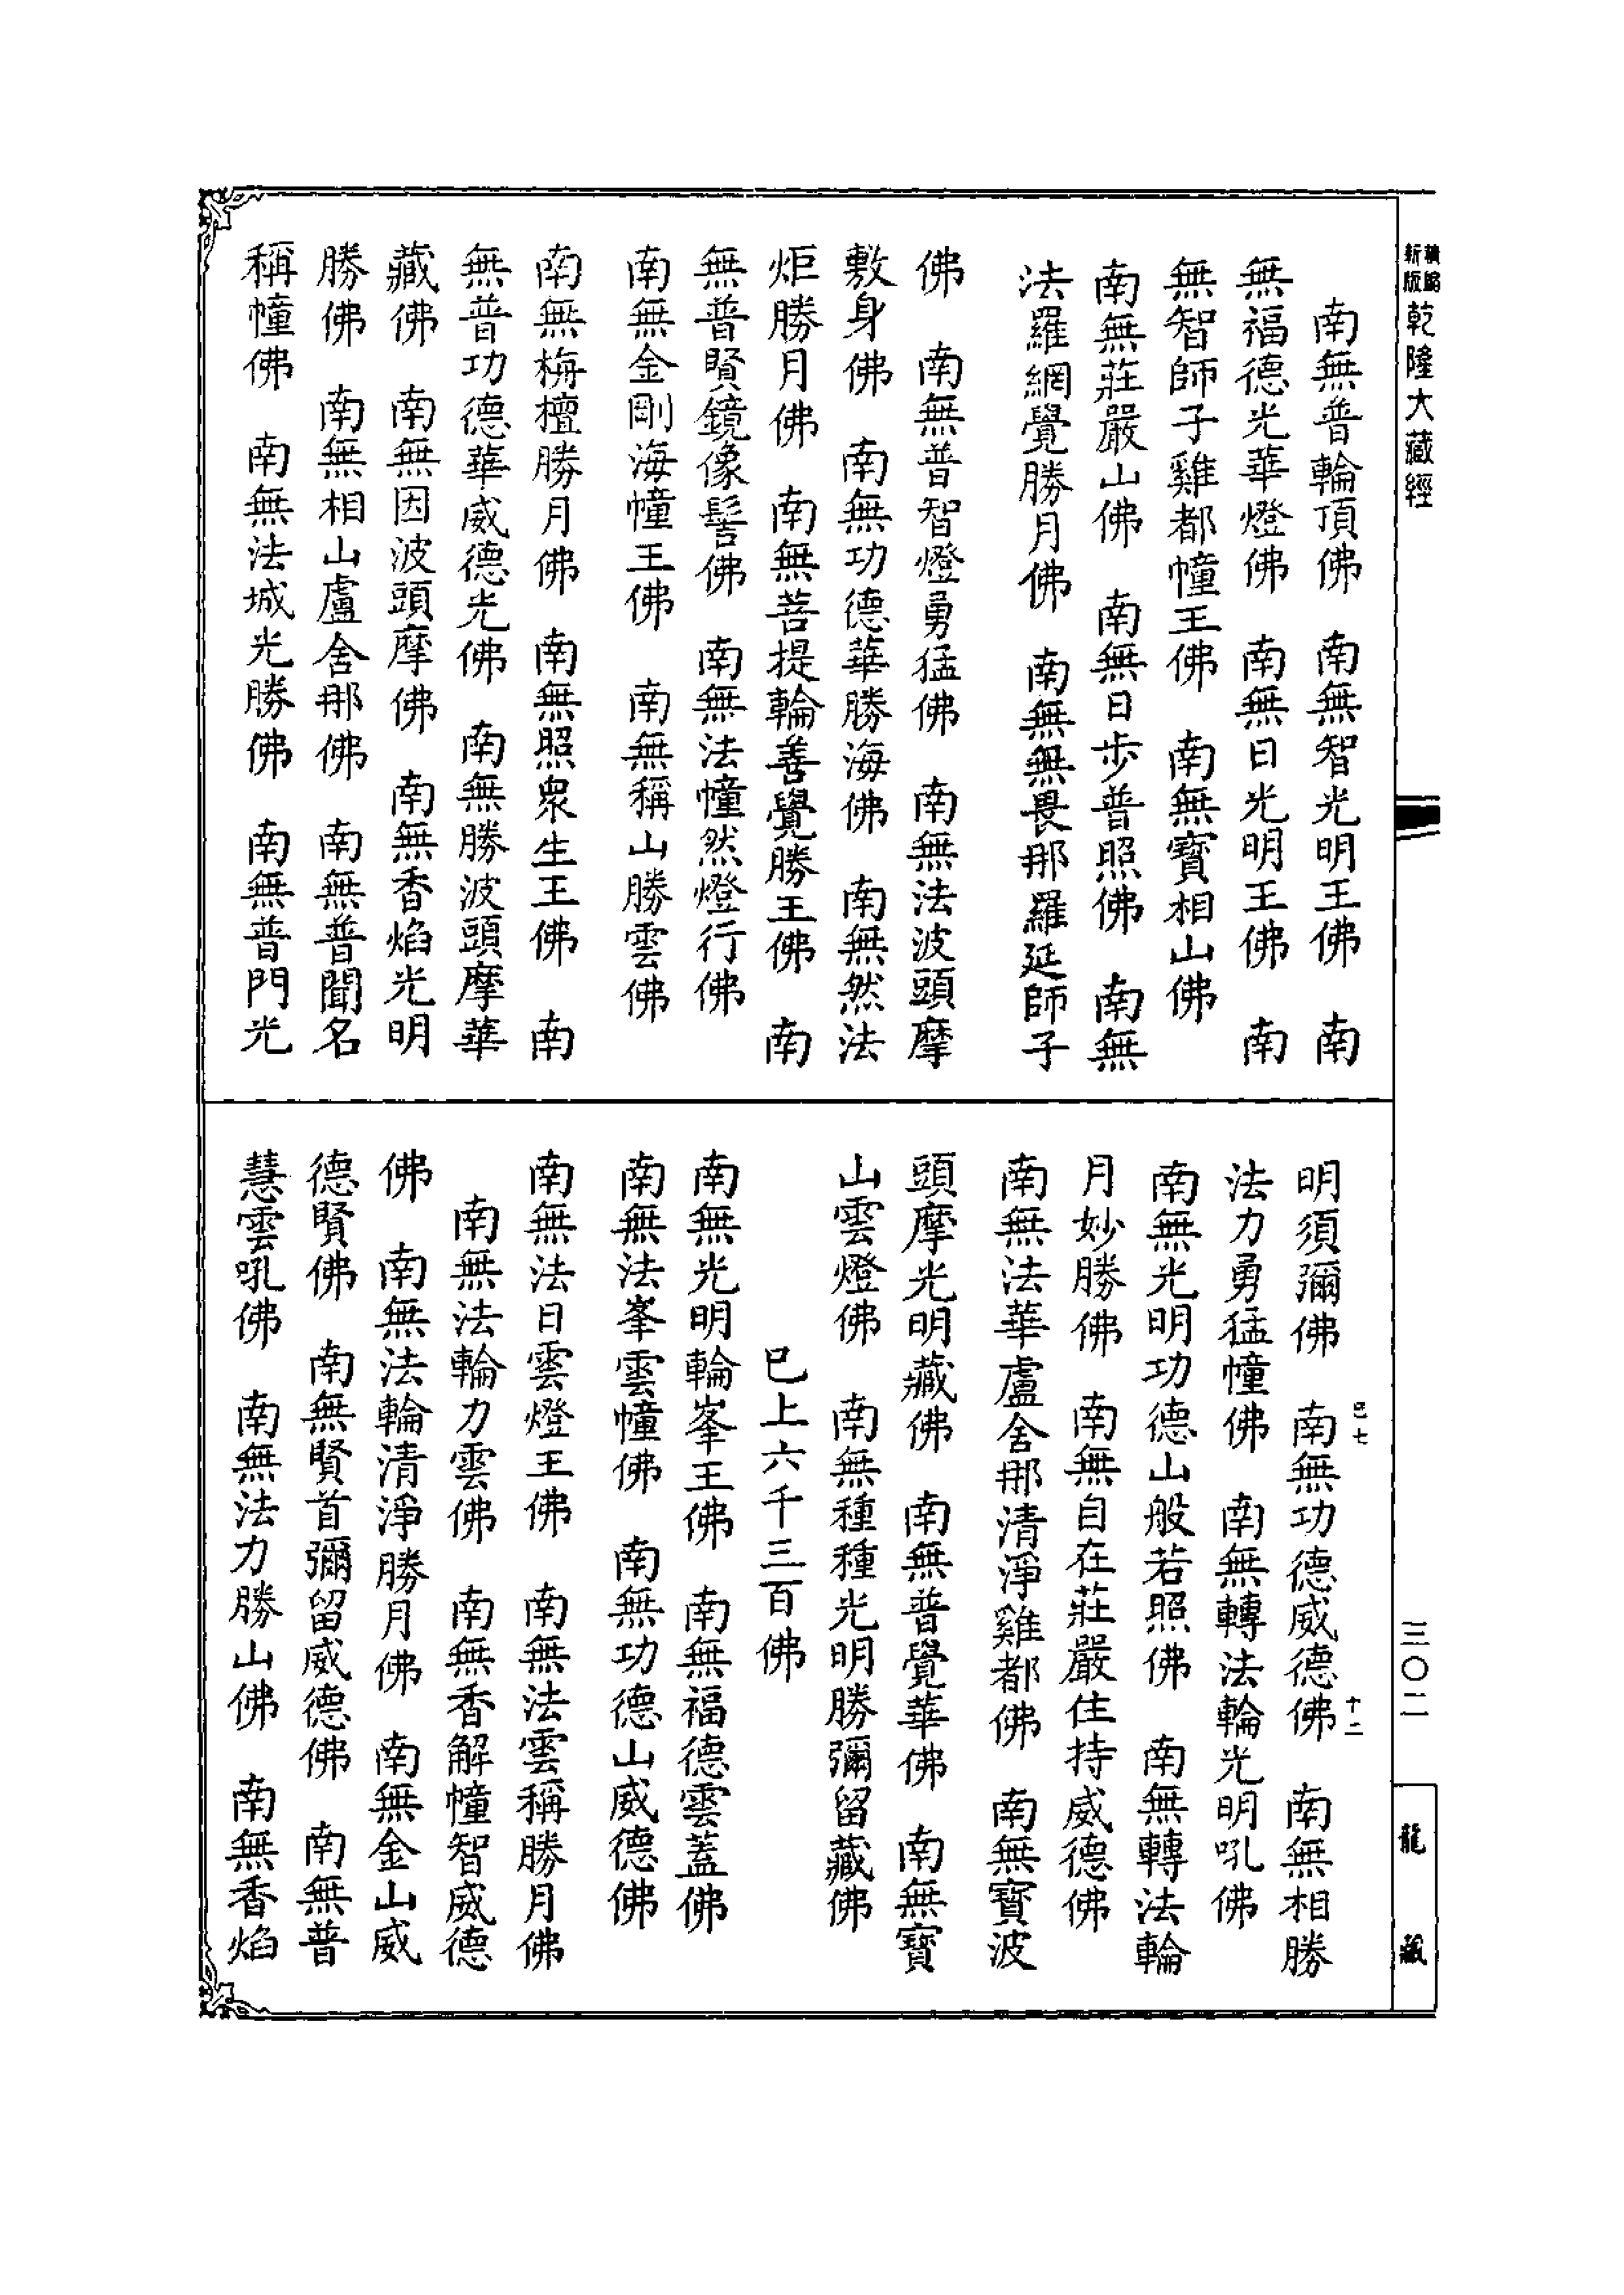 南無普輪頂佛　南無智光明王佛　南
無福德光華燈佛　南無日光明王佛　南
無智師子雞都幢王佛　南無寶相山佛
南無莊嚴山佛　南無日步普照佛　南無
法羅網覺勝月佛　南無無畏那羅延師子
佛　南無普智燈勇猛佛　南無法波頭摩
敷身佛　南無功德華勝海佛　南無然法
炬勝月佛　南無菩提輪善覺勝王佛　南
無普賢鏡像髻佛　南無法幢然燈行佛
南無金剛海幢王佛　南無稱山勝雲佛
南無栴檀勝月佛　南無照衆生王佛　南
無普功德華威德光佛　南無勝波頭摩華
藏佛　南無因波頭摩佛　南無香焰光明
勝佛　南無相山盧舍那佛　南無普聞名
稱幢佛　南無法城光勝佛　南無普門光
明須彌佛　南無功德威德佛　南無相勝
法力勇猛幢佛　南無轉法輪光明吼佛
南無光明功德山般若照佛　南無轉法輪
月妙勝佛　南無自在莊嚴住持威德佛
南無法華盧舍那清淨雞都佛　南無寶波
頭摩光明藏佛　南無普覺華佛　南無寶
山雲燈佛　南無種種光明勝彌留藏佛
巳上六千三百佛
南無光明輪峯王佛　南無福德雲蓋佛
南無法峯雲幢佛　南無功德山威德佛
南無法日雲燈王佛　南無法雲稱勝月佛
南無法輪力雲佛　南無香解幢智威德
佛　南無法輪清淨勝月佛　南無金山威
德賢佛　南無賢首彌留威德佛　南無普
慧雲吼佛　南無法力勝山佛　南無香焰
新版
乾隆大藏經
三〇二
龍藏
十二